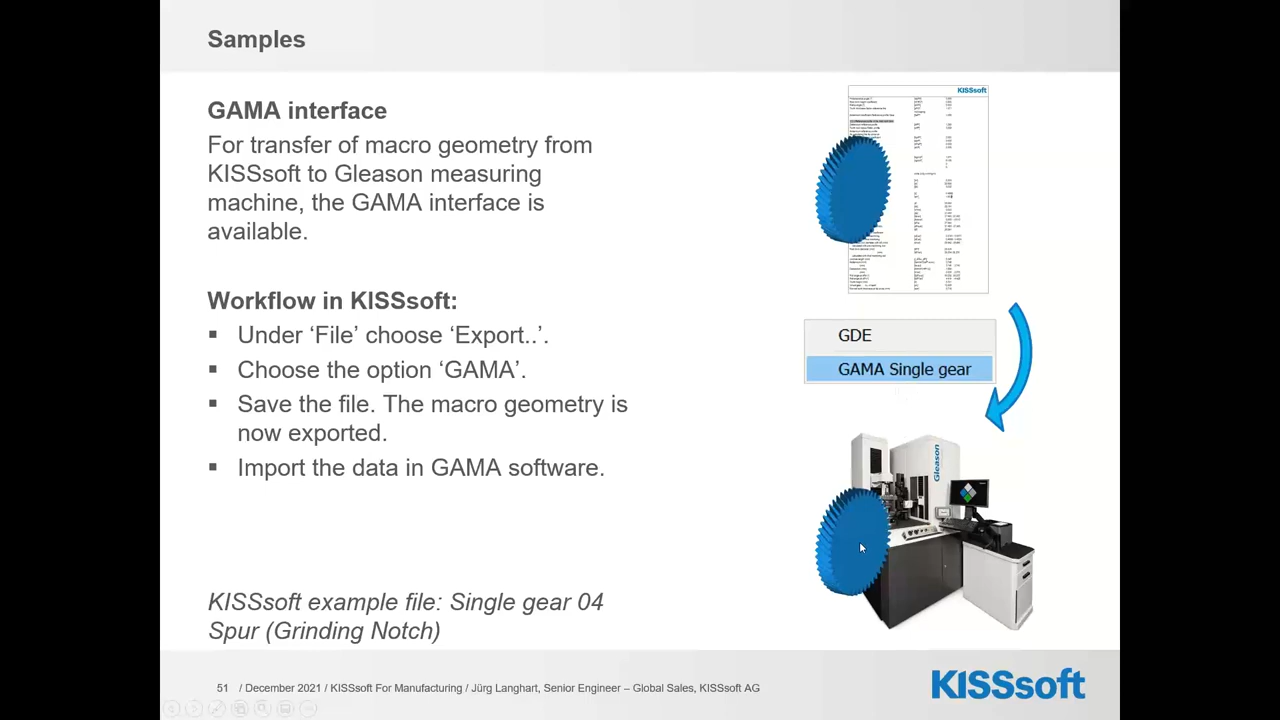 Samples
GAMA interface
For transfer of macro geometry from
KISSsoft to Gleason measuring
machine, the GAMA interface is
available.
Workflow in KISSsoft:
▪ Under ‘File’ choose ‘Export..’.
▪ Choose the option ‘GAMA’.
▪ Save the file. The macro geometry is
now exported.
▪ Import the data in GAMA software.
KISSsoft example file: Single gear 04
Spur (Grinding Notch)
KISSsoft
GDE
GAMA Single gear
Gleason
51 / December 2021 / KISSsoft For Manufacturing / Jürg Langhart, Senior Engineer – Global Sales, KISSsoft AG
KISSsoft